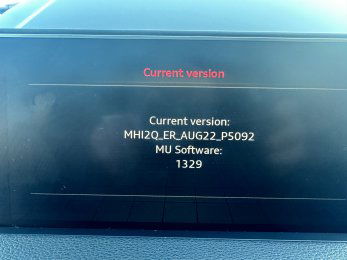 Current version
Current version:
MHI2Q_ER_AUG22_P5092
MU Software:
1329